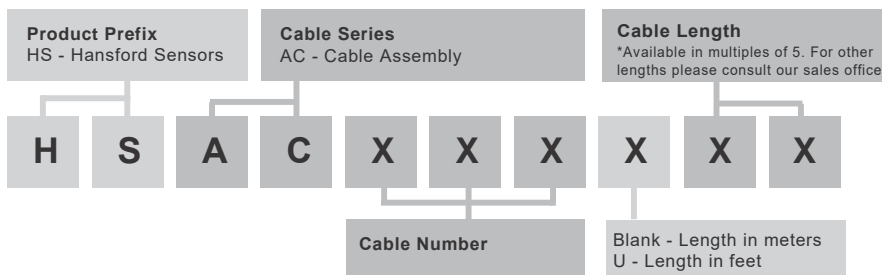 Product Prefix
HS - Hansford Sensors
Cable Series
AC - Cable Assembly
Cable Length
*Available in multiples of 5. For other
lengths please consult our sales office
H S A C X X X X X X
Cable Number
Blank - Length in meters
U - Length in feet